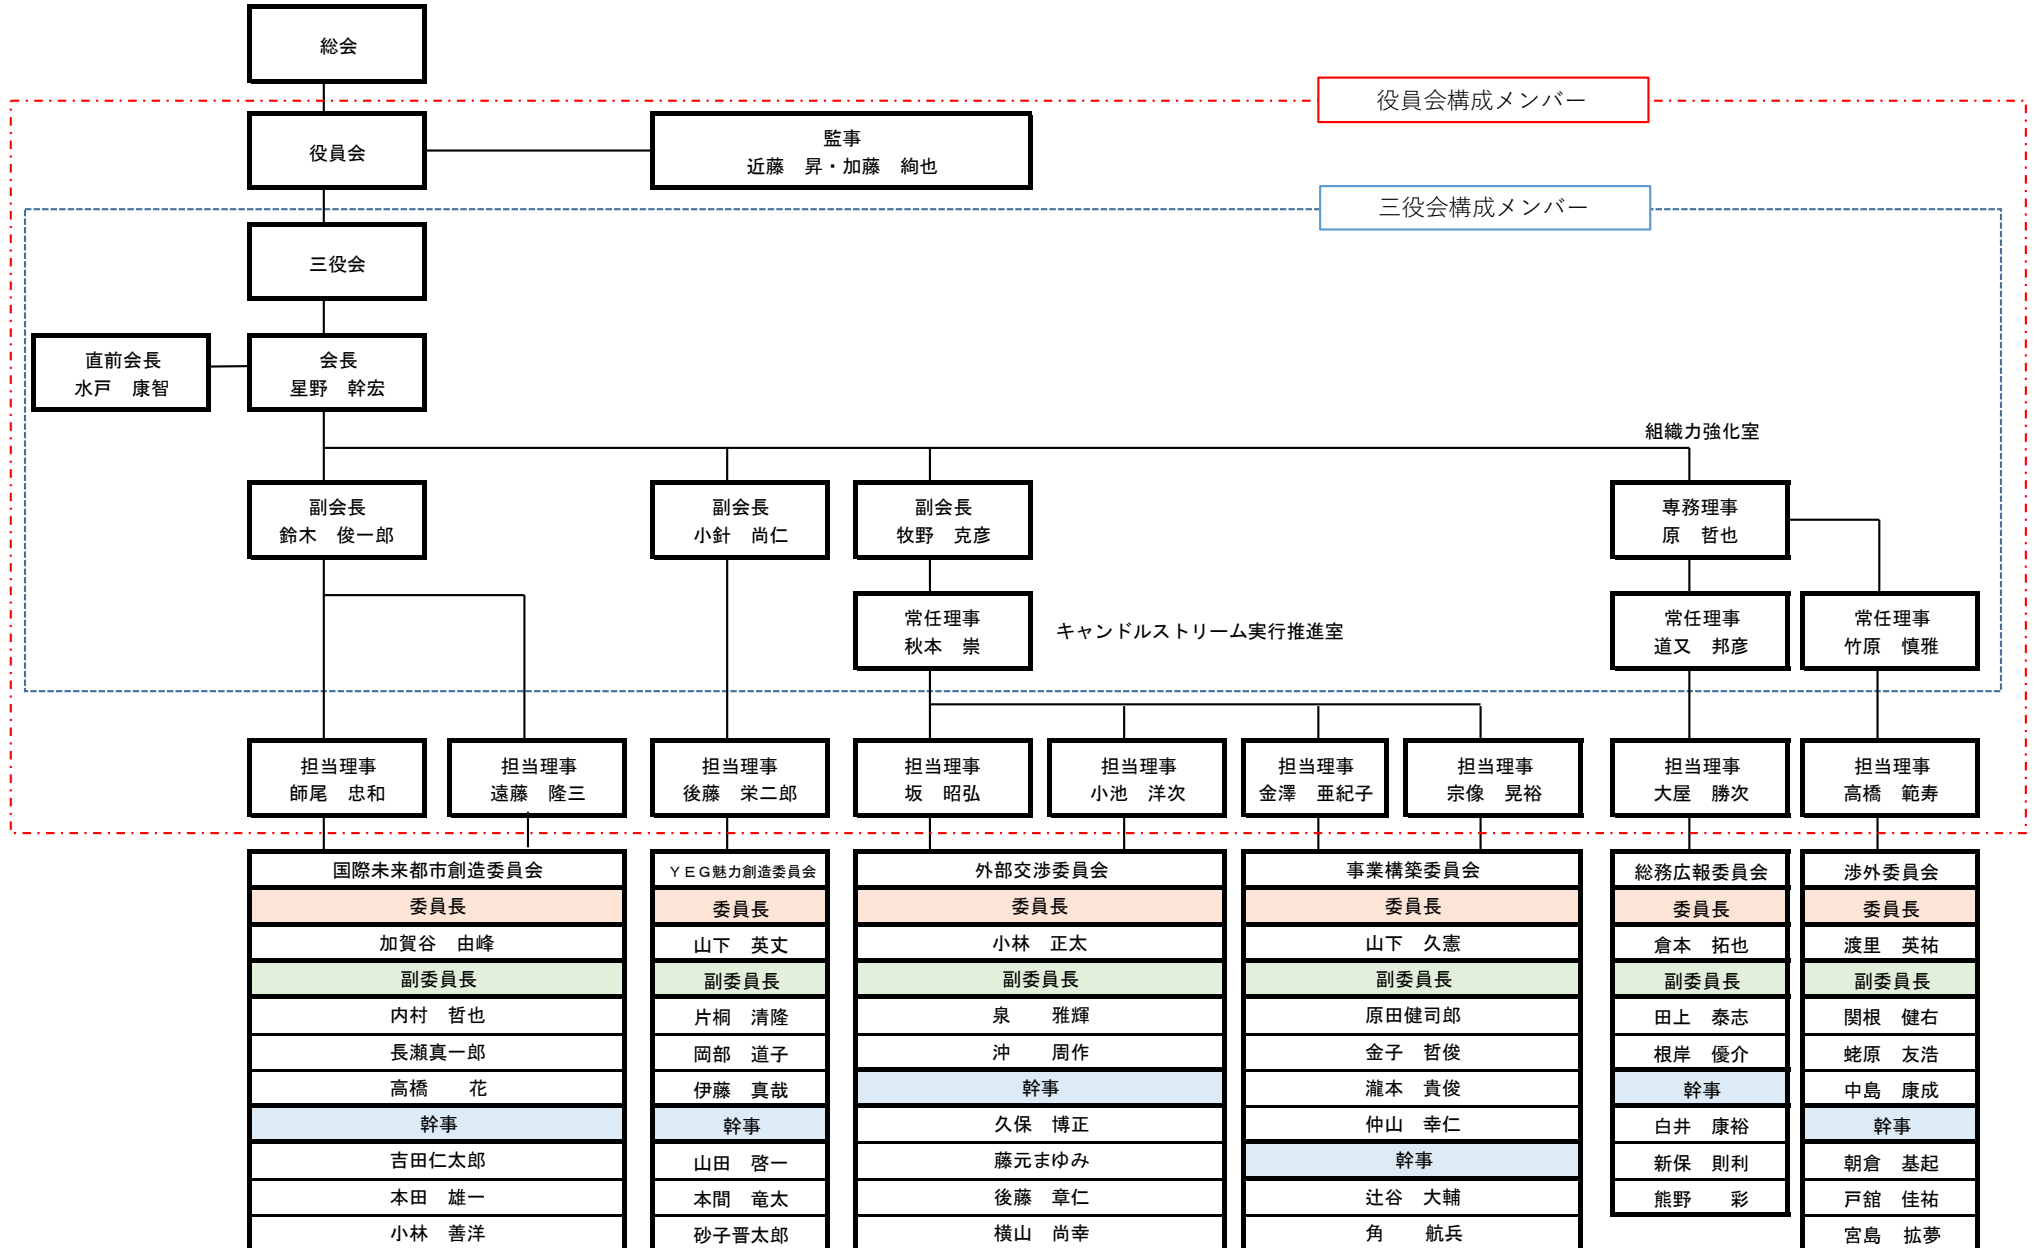 総会
役員会構成メンバー
役員会
監事
近藤　昇・加藤　絢也
三役会構成メンバー
三役会
直前会長
水戸　康智
会長
星野　幹宏
組織力強化室
副会長
鈴木　俊一郎
副会長
小針　尚仁
副会長
牧野　克彦
専務理事
原　哲也
常任理事
秋本　崇
キャンドルストリーム実行推進室
常任理事
道又　邦彦
常任理事
竹原　慎雅
担当理事
師尾　忠和
担当理事
遠藤　隆三
担当理事
後藤　栄二郎
担当理事
坂　昭弘
担当理事
小池　洋次
担当理事
金澤　亜紀子
担当理事
宗像　晃裕
担当理事
大屋　勝次
担当理事
高橋　範寿
国際未来都市創造委員会
委員長
加賀谷　由峰
副委員長
内村　哲也
長瀬真一郎
高橋　花
幹事
吉田仁太郎
本田　雄一
小林　善洋
ＹＥＧ魅力創造委員会
委員長
山下　英丈
副委員長
片桐　清隆
岡部　道子
伊藤　真哉
幹事
山田　啓一
本間　竜太
砂子晋太郎
外部交渉委員会
委員長
小林　正太
副委員長
泉　雅輝
沖　周作
幹事
久保　博正
藤元まゆみ
後藤　章仁
横山　尚幸
事業構築委員会
委員長
山下　久憲
副委員長
原田健司郎
金子　哲俊
瀧本　貴俊
仲山　幸仁
幹事
辻谷　大輔
角　航兵
総務広報委員会
委員長
倉本　拓也
副委員長
田上　泰志
根岸　優介
幹事
白井　康裕
新保　則利
熊野　彩
渉外委員会
委員長
渡里　英祐
副委員長
関根　健右
蛯原　友浩
中島　康成
幹事
朝倉　基起
戸舘　佳祐
宮島　拡夢